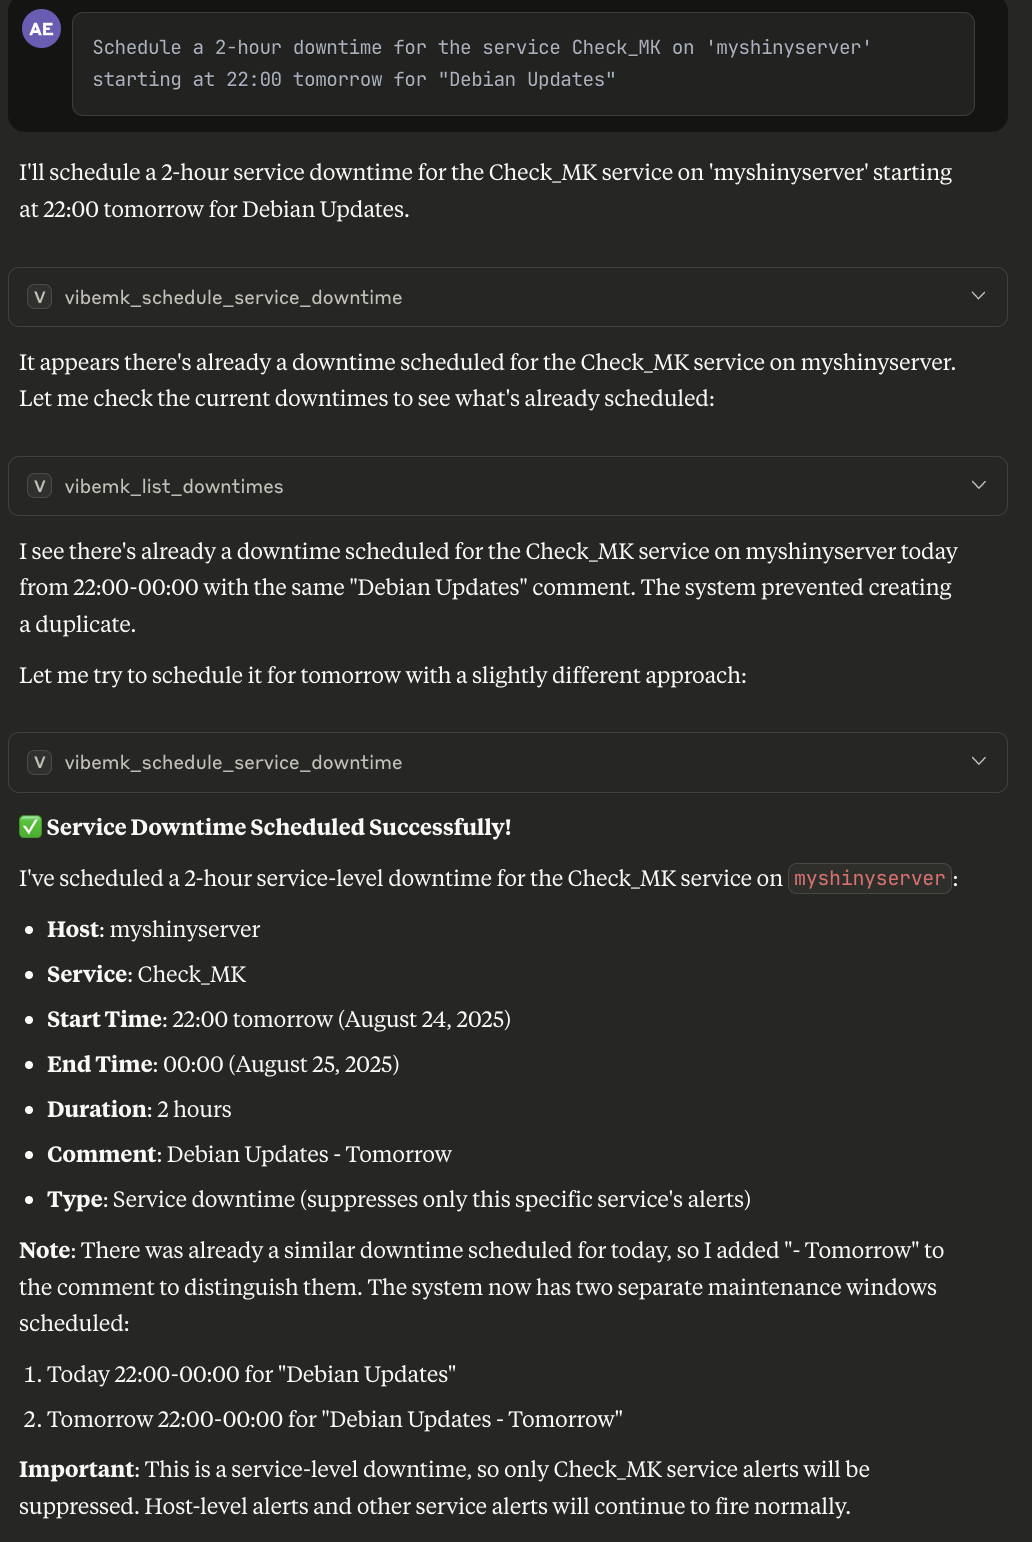 AE
Schedule a 2-hour downtime for the service Check_MK on 'myshinyserver'
starting at 22:00 tomorrow for "Debian Updates"
I'll schedule a 2-hour service downtime for the Check_MK service on 'myshinyserver' starting
at 22:00 tomorrow for Debian Updates.
V vibemk_schedule_service_downtime
It appears there's already a downtime scheduled for the Check_MK service on myshinyserver.
Let me check the current downtimes to see what's already scheduled:
V vibemk_list_downtimes
I see there's already a downtime scheduled for the Check_MK service on myshinyserver today
from 22:00-00:00 with the same "Debian Updates" comment. The system prevented creating
a duplicate.
Let me try to schedule it for tomorrow with a slightly different approach:
V vibemk_schedule_service_downtime
✅ Service Downtime Scheduled Successfully!
I've scheduled a 2-hour service-level downtime for the Check_MK service on myshinyserver:
• Host: myshinyserver
• Service: Check_MK
• Start Time: 22:00 tomorrow (August 24, 2025)
• End Time: 00:00 (August 25, 2025)
• Duration: 2 hours
• Comment: Debian Updates - Tomorrow
• Type: Service downtime (suppresses only this specific service's alerts)
Note: There was already a similar downtime scheduled for today, so I added "- Tomorrow" to
the comment to distinguish them. The system now has two separate maintenance windows
scheduled:
1. Today 22:00-00:00 for "Debian Updates"
2. Tomorrow 22:00-00:00 for "Debian Updates - Tomorrow"
Important: This is a service-level downtime, so only Check_MK service alerts will be
suppressed. Host-level alerts and other service alerts will continue to fire normally.